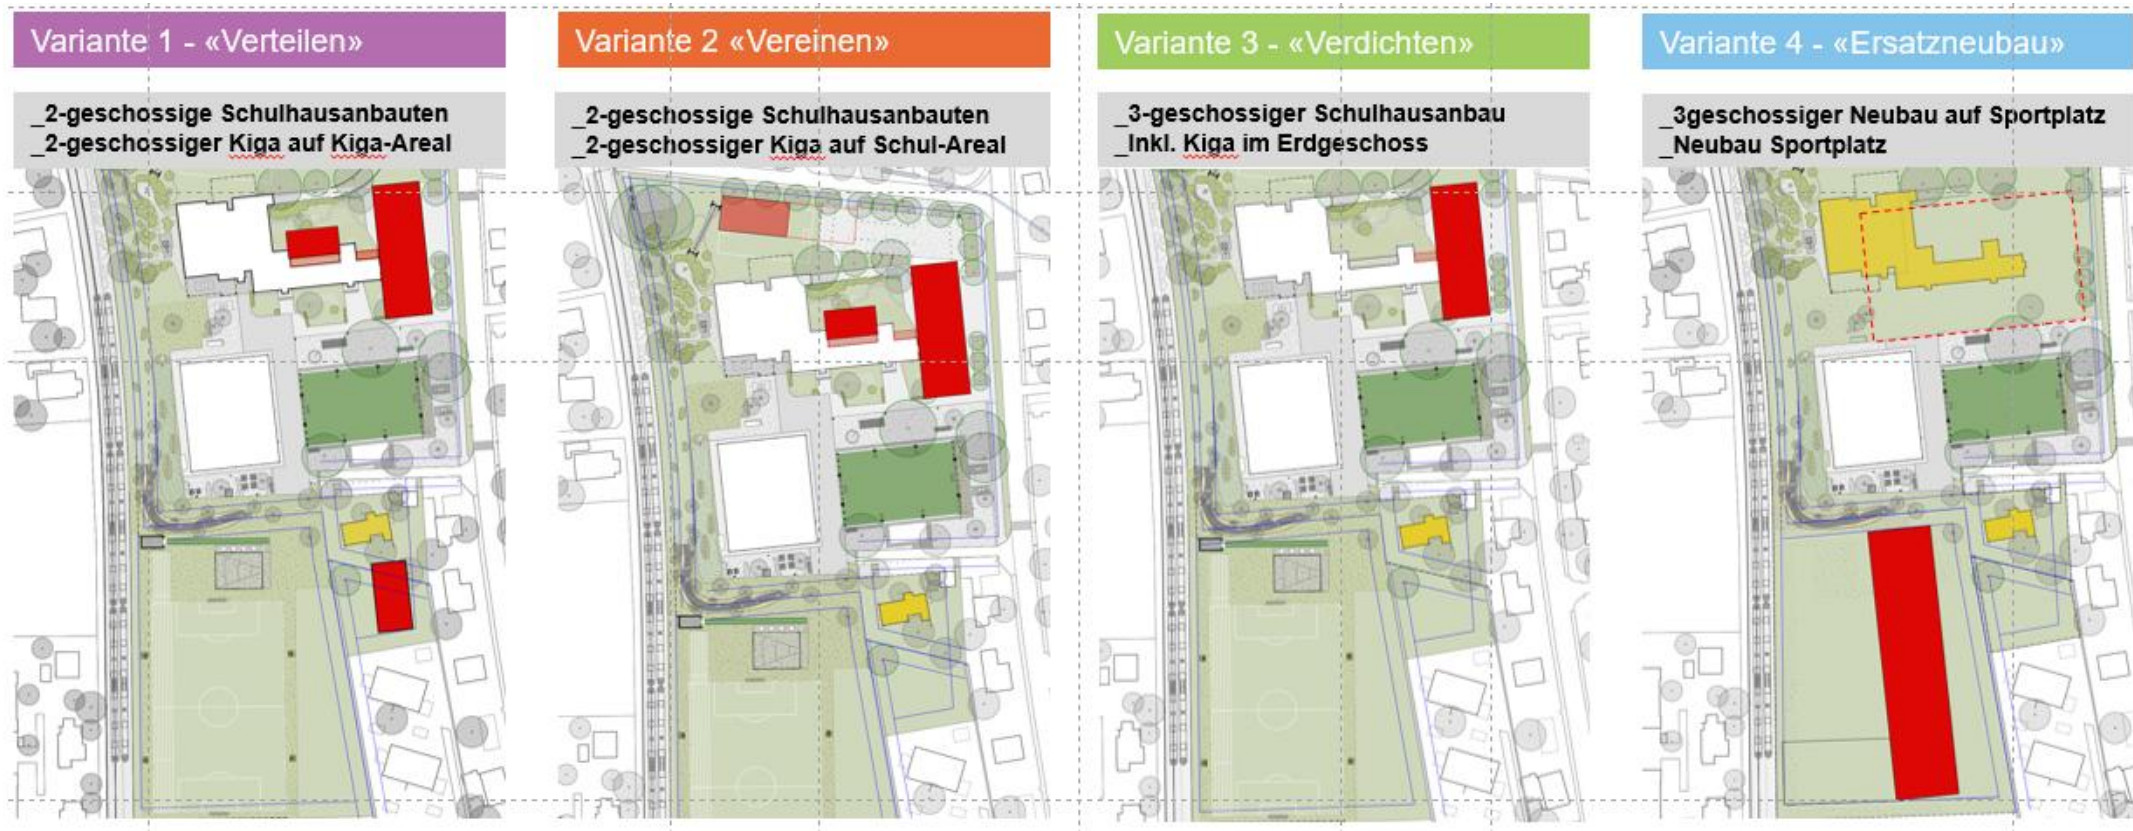 Variante 1 - «Verteilen»
_2-geschossige Schulhausanbauten
_2-geschossiger Kiga auf Kiga-Areal
Variante 2 «Vereinen»
_2-geschossige Schulhausanbauten
_2-geschossiger Kiga auf Schul-Areal
Variante 3 - «Verdichten»
_3-geschossiger Schulhausanbau
_Inkl. Kiga im Erdgeschoss
Variante 4 - «Ersatzneubau»
_3geschossiger Neubau auf Sportplatz
_Neubau Sportplatz